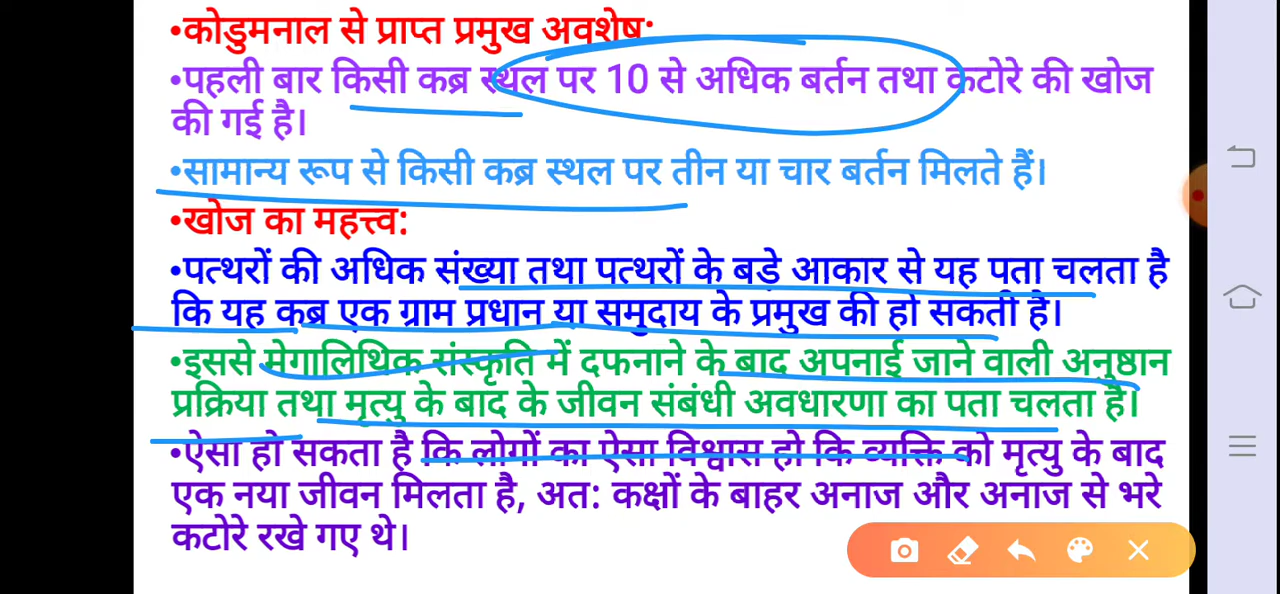 •कोडुमनाल से प्राप्त प्रमुख अवशेष:
•पहली बार किसी कब्र स्थल पर 10 से अधिक बर्तन तथा कटोरे की खोज
की गई है।
•सामान्य रूप से किसी कब्र स्थल पर तीन या चार बर्तन मिलते हैं।
•खोज का महत्त्व:
•पत्थरों की अधिक संख्या तथा पत्थरों के बड़े आकार से यह पता चलता है
कि यह कब्र एक ग्राम प्रधान या समुदाय के प्रमुख की हो सकती है।
•इससे मेगालिथिक संस्कृति में दफनाने के बाद अपनाई जाने वाली अनुष्ठान
प्रक्रिया तथा मृत्यु के बाद के जीवन संबंधी अवधारणा का पता चलता है।
•ऐसा हो सकता है कि लोगों का ऐसा विश्वास हो कि व्यक्ति को मृत्यु के बाद
एक नया जीवन मिलता है, अत: कक्षों के बाहर अनाज और अनाज से भरे
कटोरे रखे गए थे।